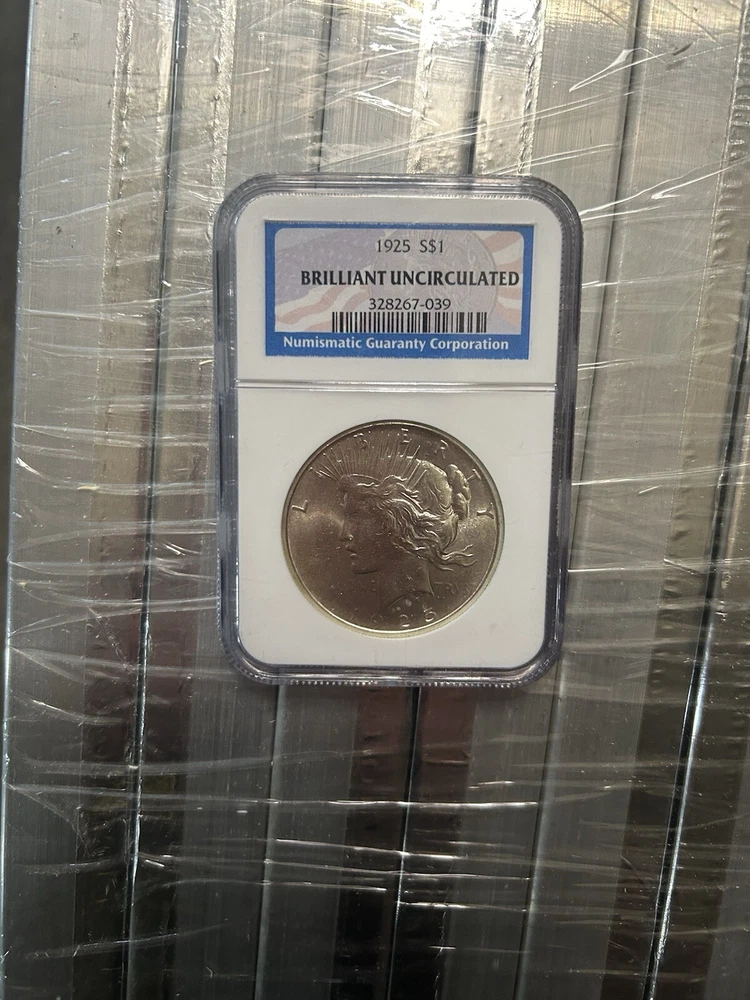 1925 S$1
BRILLIANT UNCIRCULATED
328267-039
Numismatic Guaranty Corporation
LIBERTY